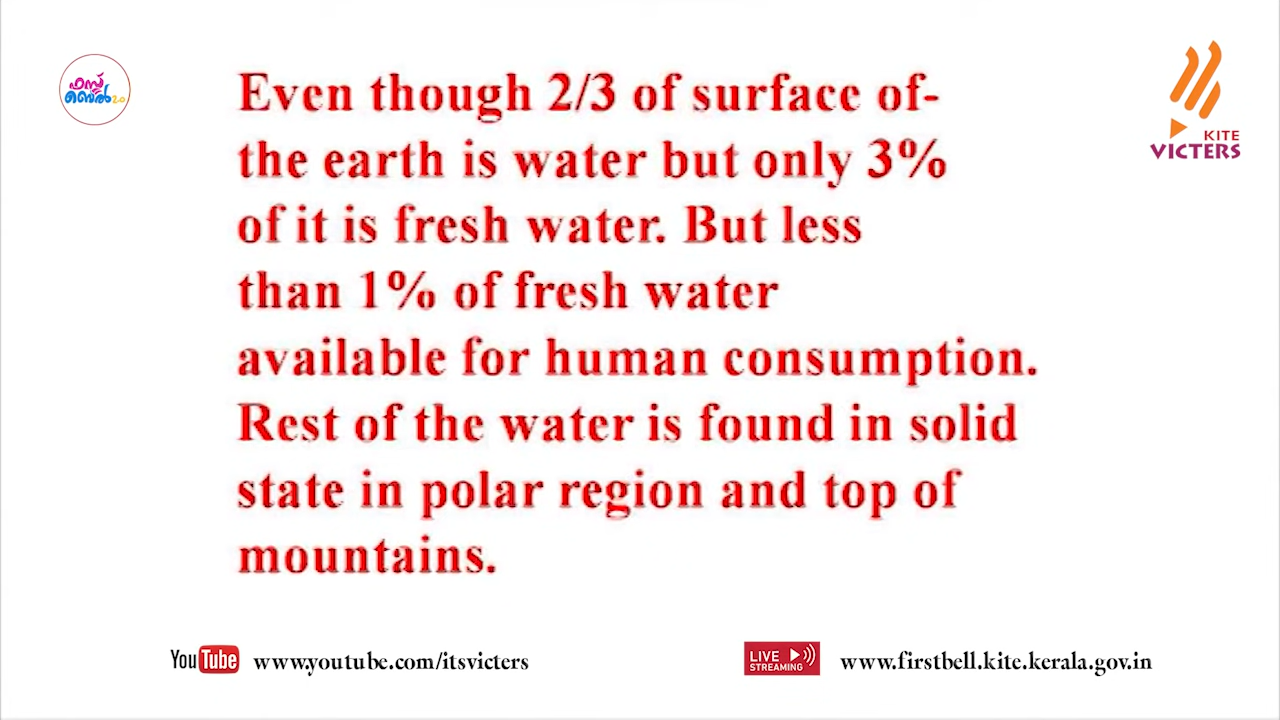 ഫസ്റ്റ്
ബെൽ 2.0
KITE
VICTERS
Even though 2/3 of surface of-
the earth is water but only 3%
of it is fresh water. But less
than 1% of fresh water
available for human consumption.
Rest of the water is found in solid
state in polar region and top of
mountains.
YouTube www.youtube.com/itsvicters
LIVE STREAMING www.firstbell.kite.kerala.gov.in